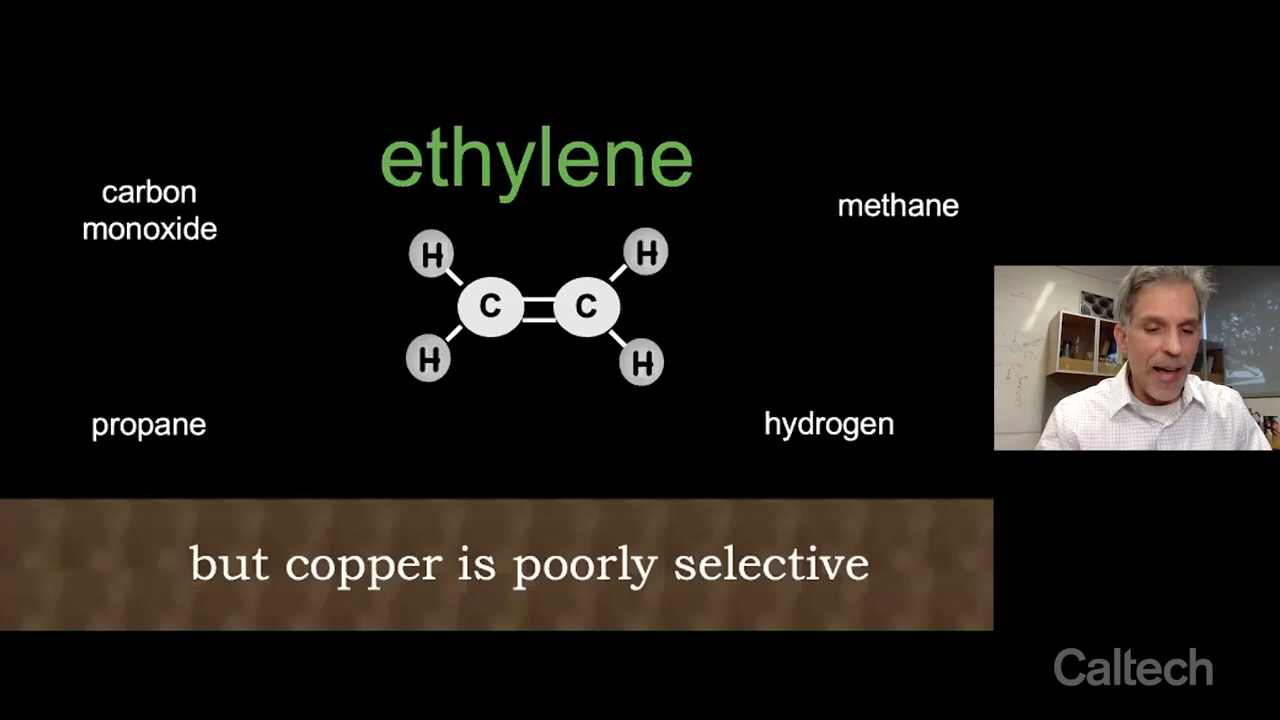 ethylene
carbon
monoxide
methane
H
H
C
C
H
H
propane
hydrogen
but copper is poorly selective
Caltech